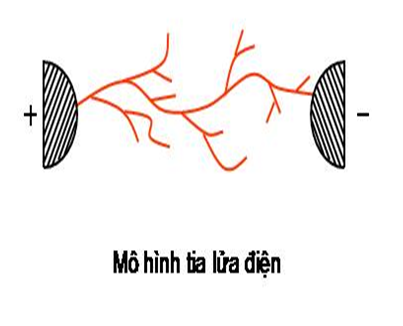 + −
Mô hình tia lửa điện